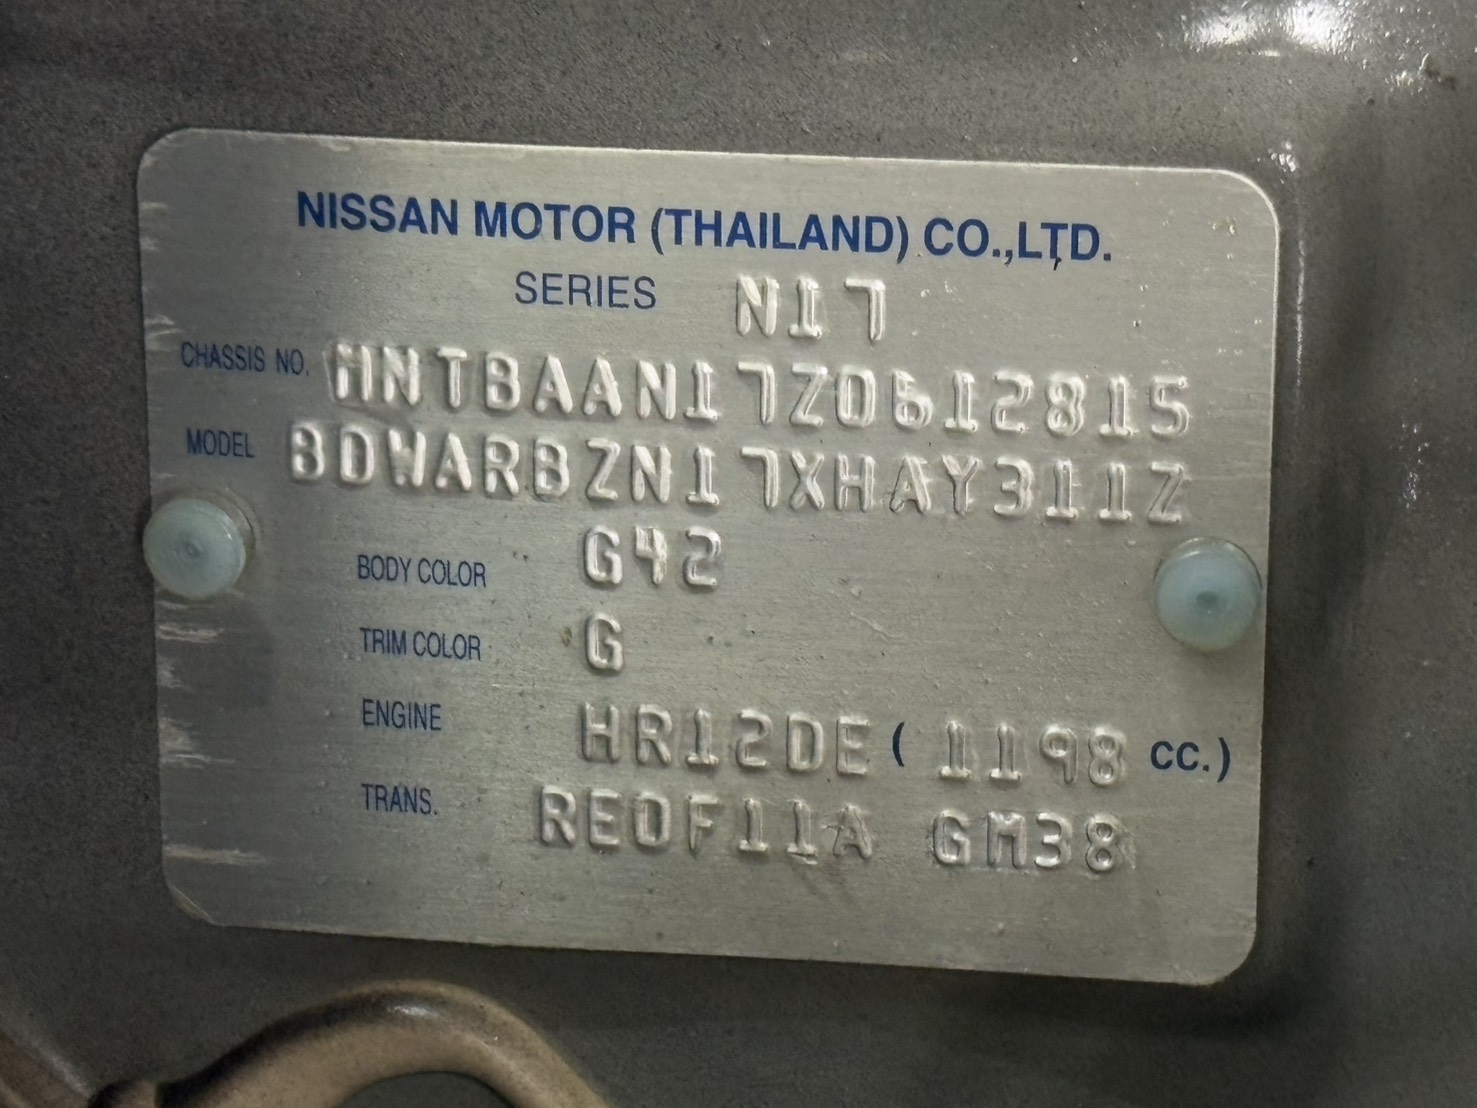 NISSAN MOTOR (THAILAND) CO.,LTD.
SERIES N17
CHASSIS NO. MNTBAAN17Z0612815
MODEL BDWARBZN17XHAY311Z
BODY COLOR G42
TRIM COLOR G
ENGINE HR12DE ( 1198 CC.)
TRANS. RE0F11A GM38